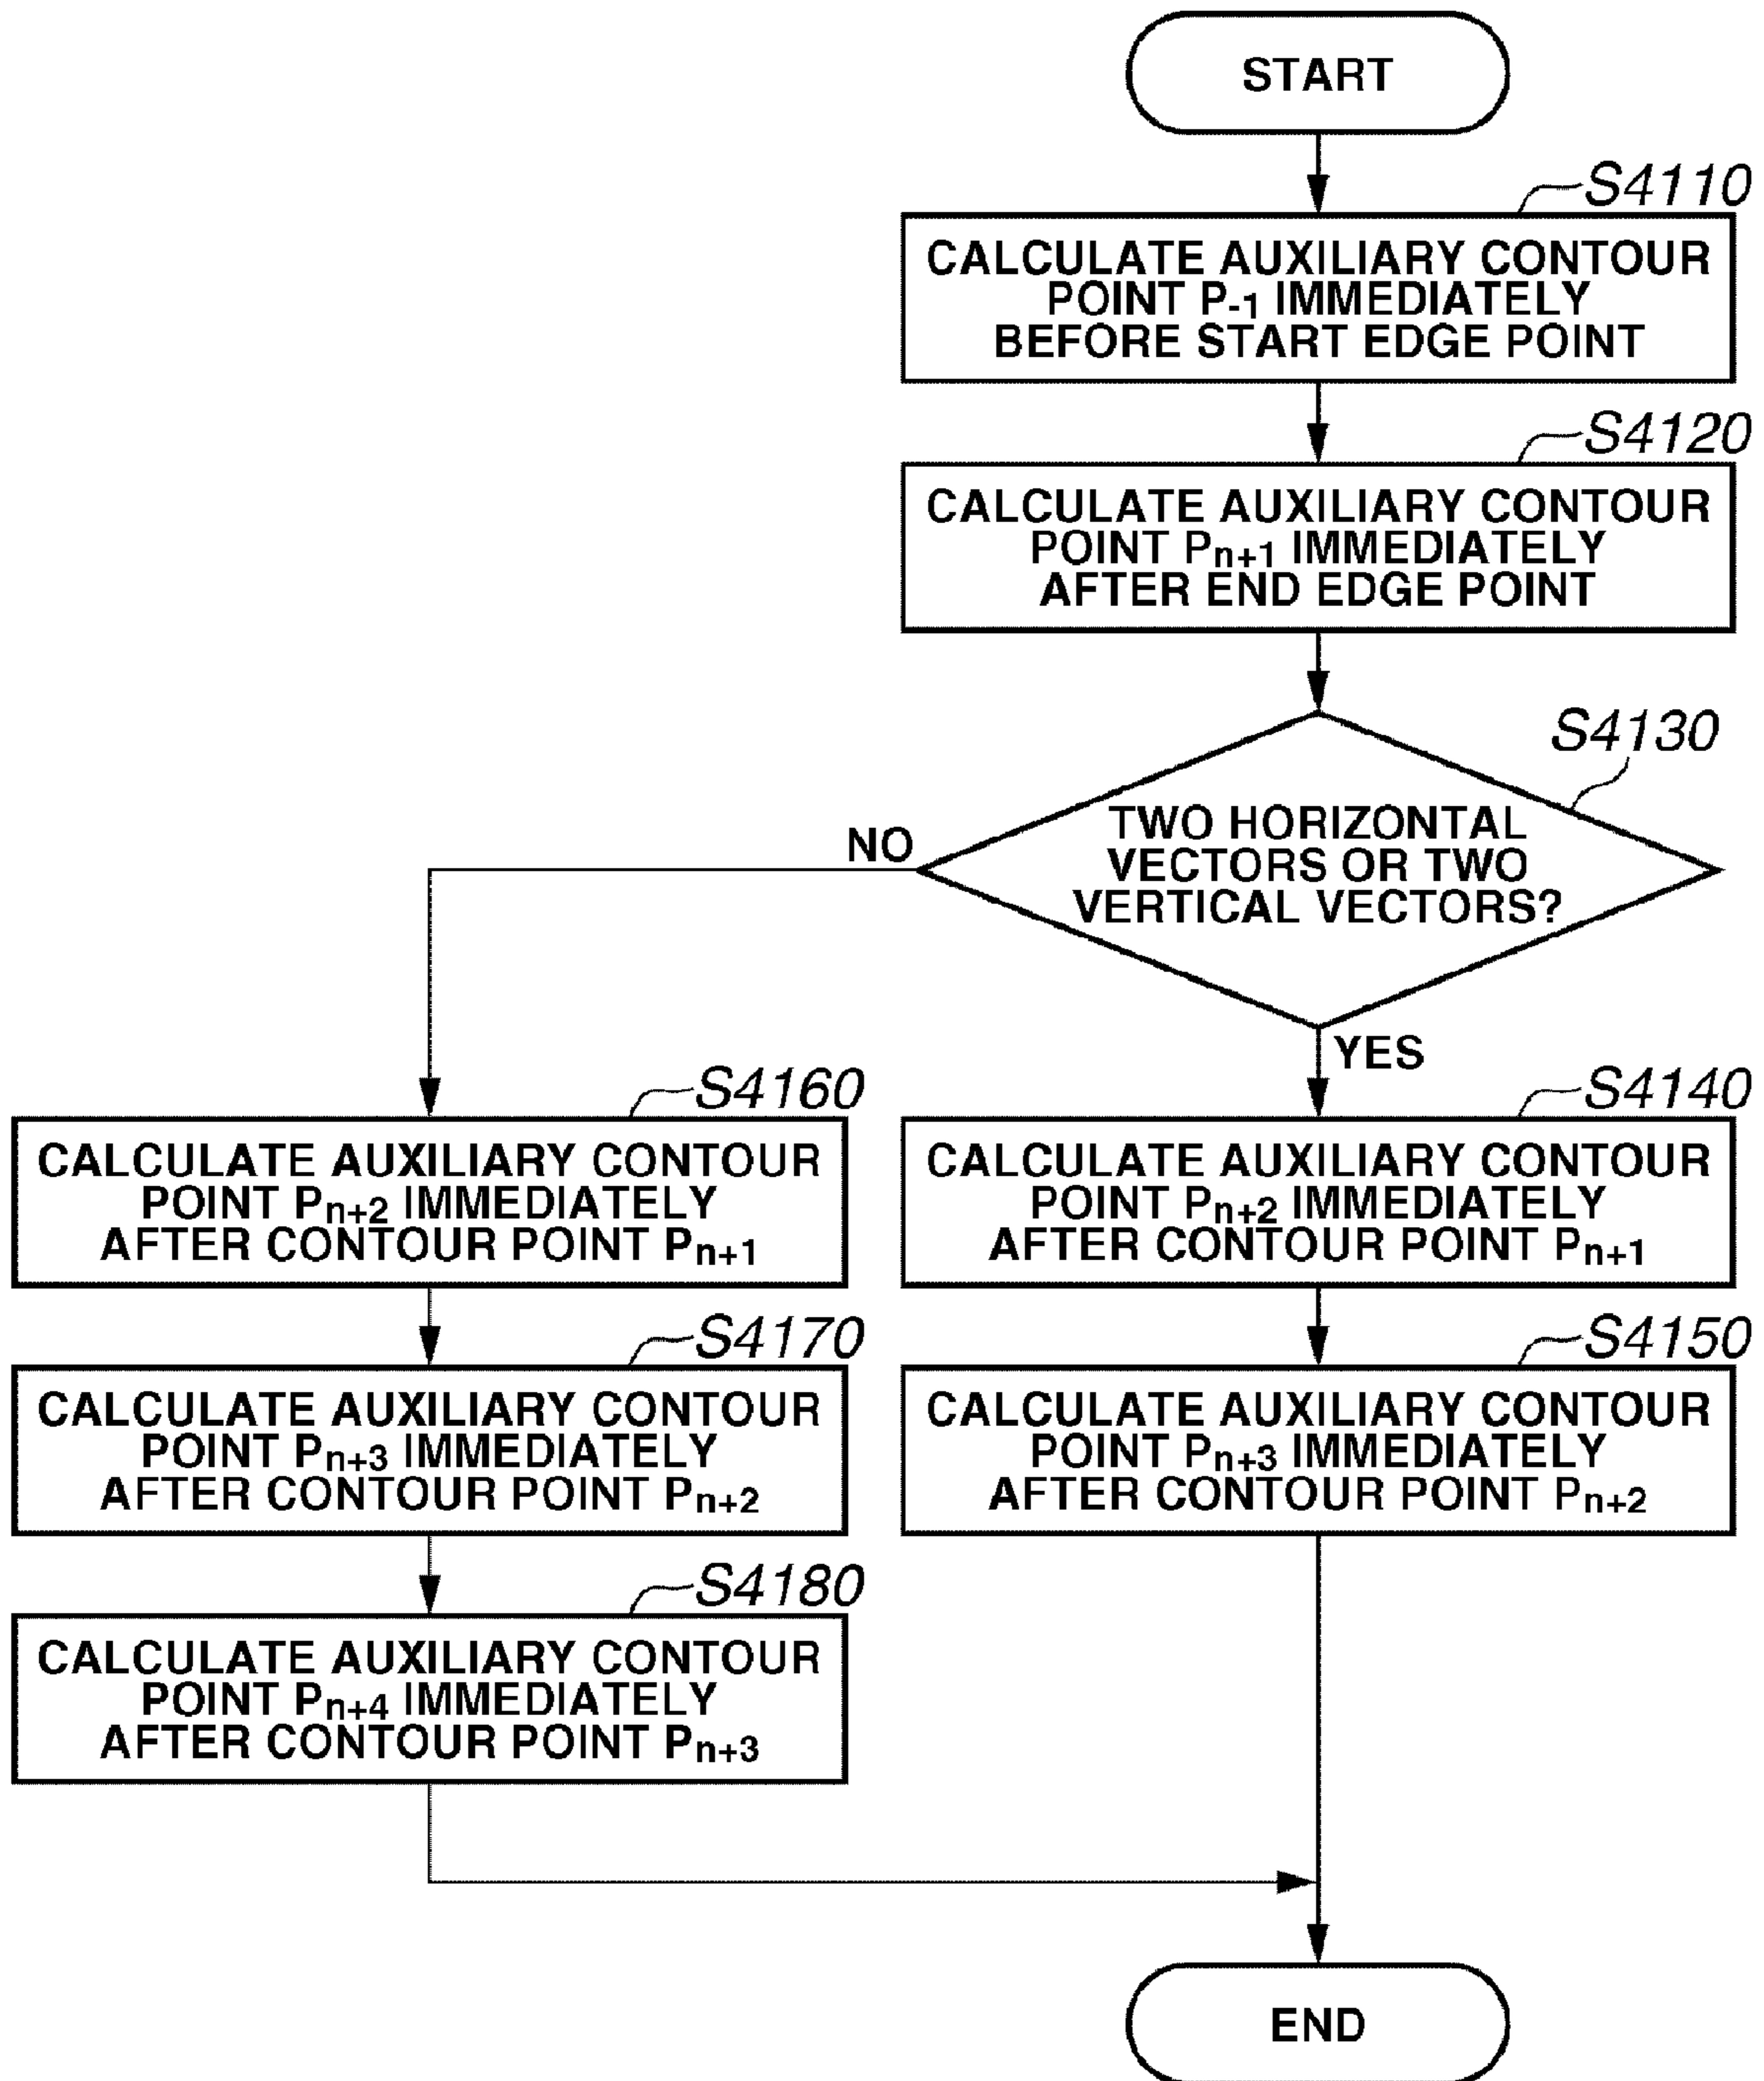 START
S4110
CALCULATE AUXILIARY CONTOUR
POINT P-1 IMMEDIATELY
BEFORE START EDGE POINT
S4120
CALCULATE AUXILIARY CONTOUR
POINT Pn+1 IMMEDIATELY
AFTER END EDGE POINT
S4130
TWO HORIZONTAL
VECTORS OR TWO
VERTICAL VECTORS?
NO
YES
S4160
CALCULATE AUXILIARY CONTOUR
POINT Pn+2 IMMEDIATELY
AFTER CONTOUR POINT Pn+1
S4140
CALCULATE AUXILIARY CONTOUR
POINT Pn+2 IMMEDIATELY
AFTER CONTOUR POINT Pn+1
S4170
CALCULATE AUXILIARY CONTOUR
POINT Pn+3 IMMEDIATELY
AFTER CONTOUR POINT Pn+2
S4150
CALCULATE AUXILIARY CONTOUR
POINT Pn+3 IMMEDIATELY
AFTER CONTOUR POINT Pn+2
S4180
CALCULATE AUXILIARY CONTOUR
POINT Pn+4 IMMEDIATELY
AFTER CONTOUR POINT Pn+3
END